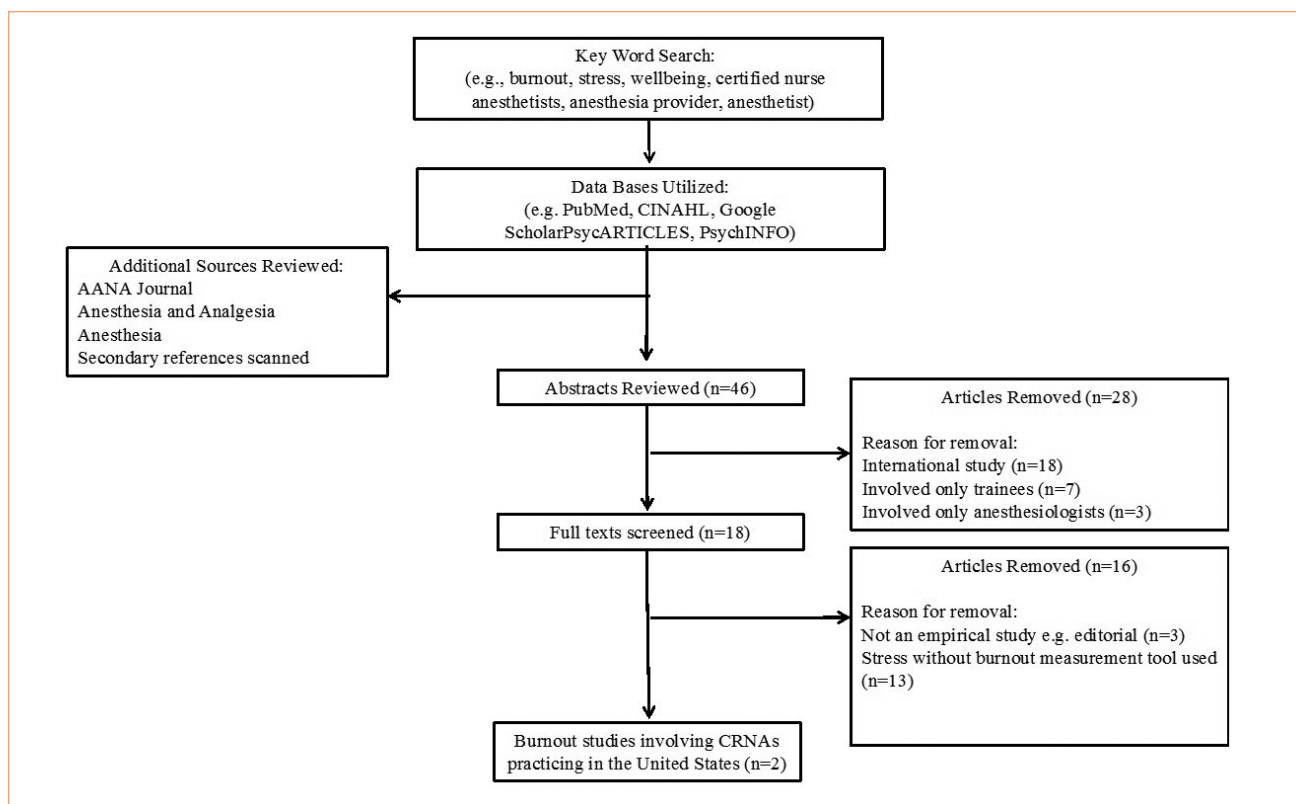 Key Word Search:
(e.g., burnout, stress, wellbeing, certified nurse
anesthetists, anesthesia provider, anesthetist)
Data Bases Utilized:
(e.g. PubMed, CINAHL, Google
ScholarPsycARTICLES, PsychINFO)
Additional Sources Reviewed:
AANA Journal
Anesthesia and Analgesia
Anesthesia
Secondary references scanned
Abstracts Reviewed (n=46)
Articles Removed (n=28)
Reason for removal:
International study (n=18)
Involved only trainees (n=7)
Involved only anesthesiologists (n=3)
Full texts screened (n=18)
Articles Removed (n=16)
Reason for removal:
Not an empirical study e.g. editorial (n=3)
Stress without burnout measurement tool used
(n=13)
Burnout studies involving CRNAs
practicing in the United States (n=2)